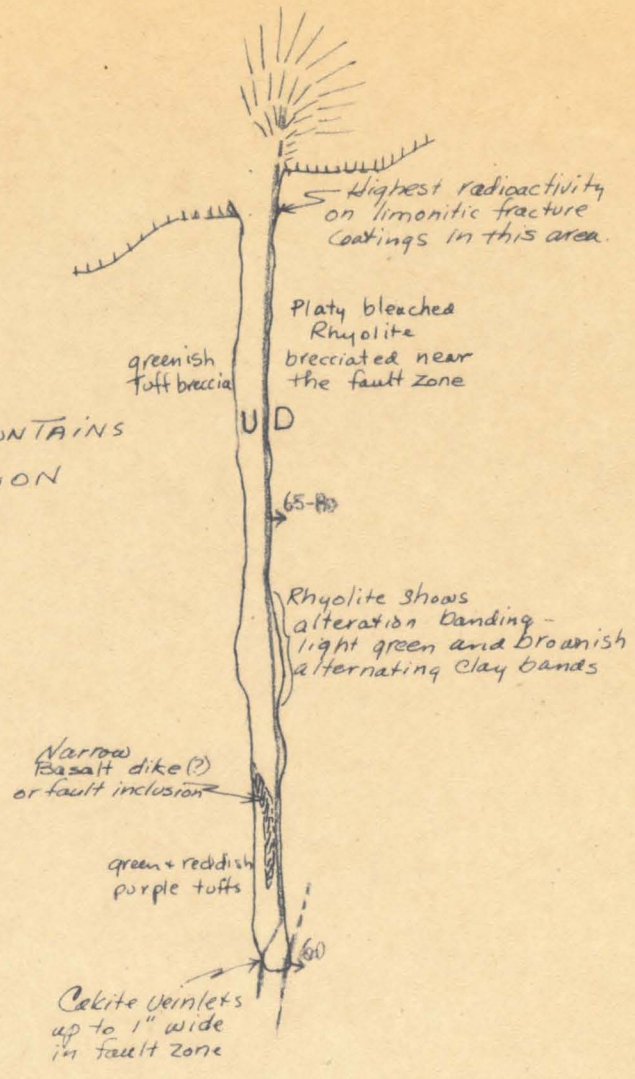 Highest radioactivity
on limonitic fracture
coatings in this area.
Platy bleached
Rhyolite
brecciated near
the fault zone
greenish
Tuff breccia
U D
UNTAINS
ION
65-80
Rhyolite shows
alteration banding -
light green and brownish
alternating clay bands
Narrow
Basalt dike (?)
or fault inclusion
green + reddish
purple tuffs
60
Calcite veinlets
up to 1" wide
in fault zone